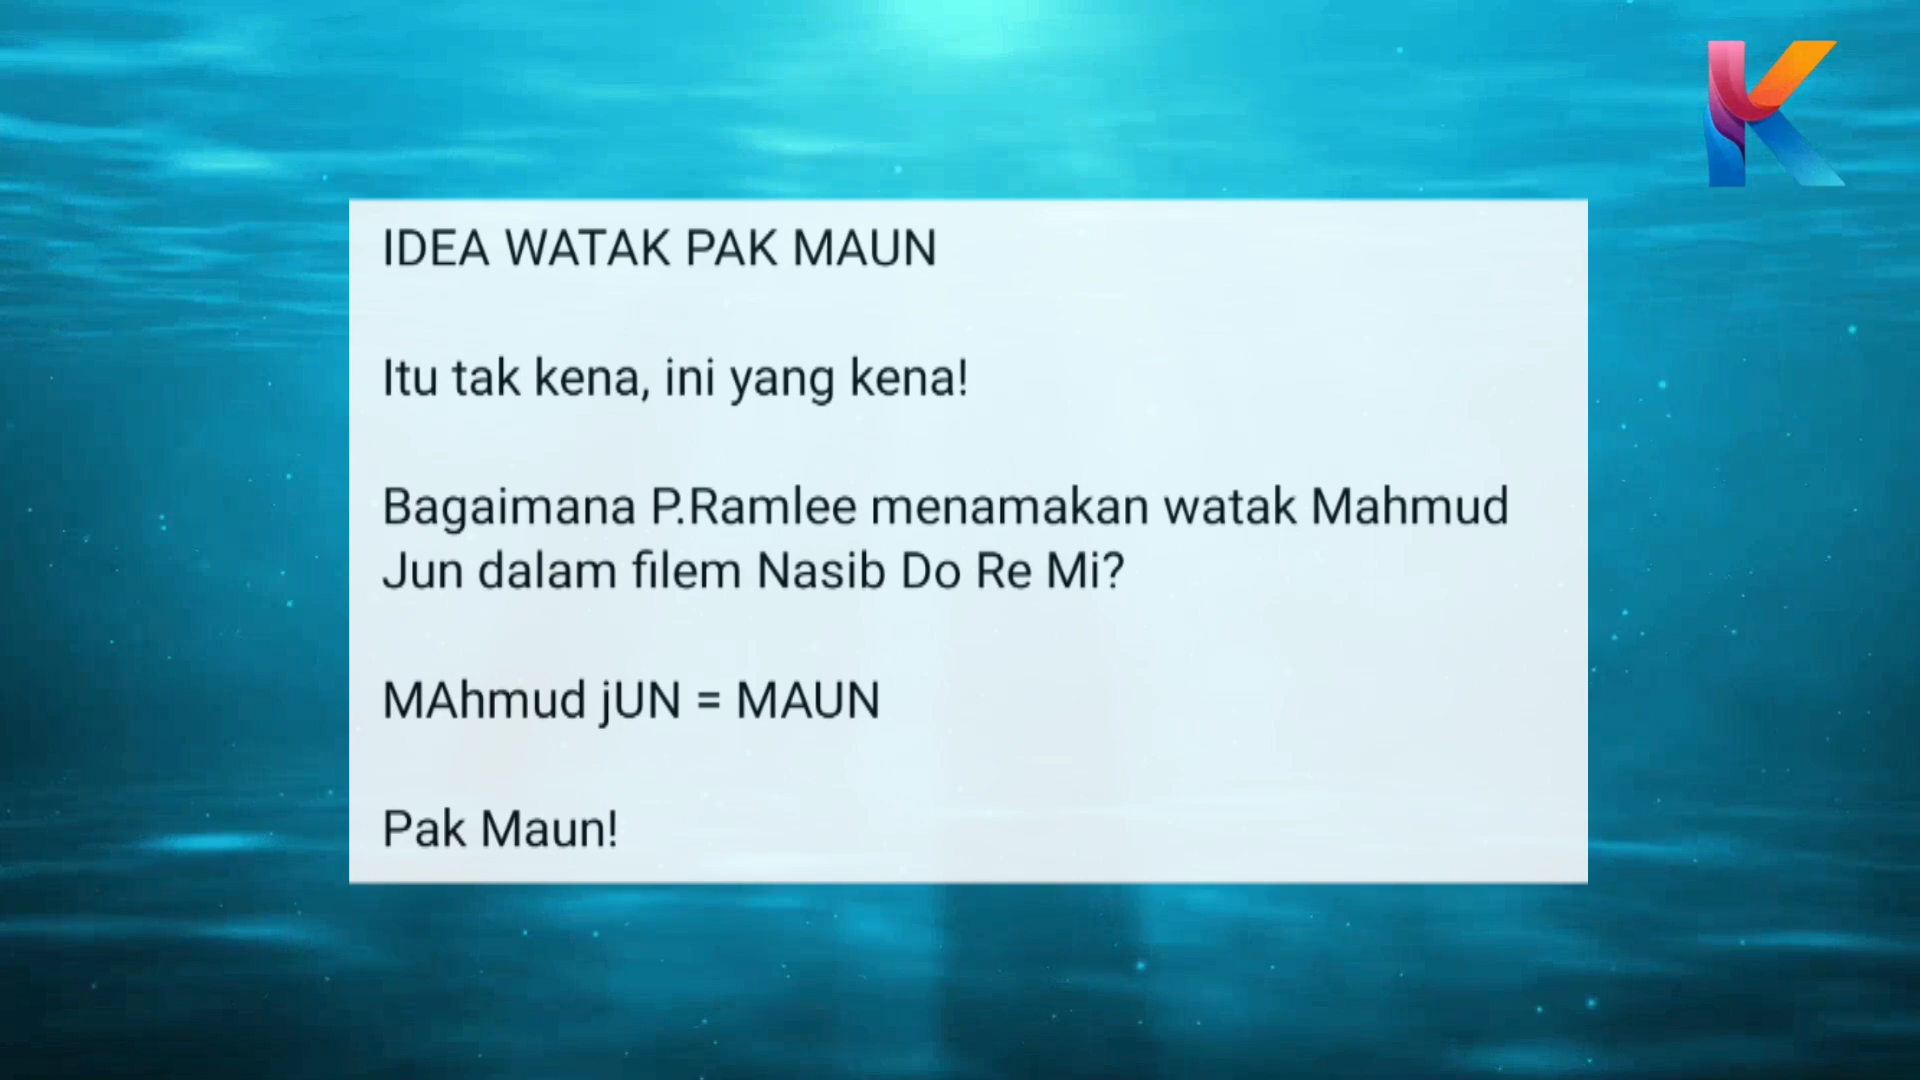 IDEA WATAK PAK MAUN
Itu tak kena, ini yang kena!
Bagaimana P.Ramlee menamakan watak Mahmud
Jun dalam filem Nasib Do Re Mi?
MAhmud jUN = MAUN
Pak Maun!